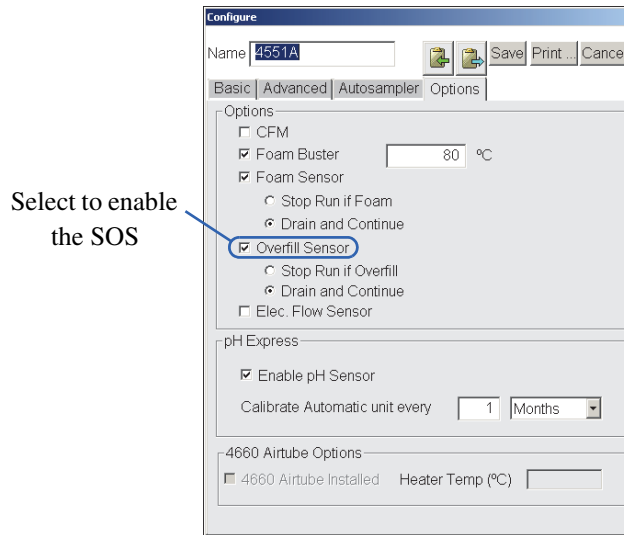 Configure
Name 4551A Save Print ... Cance
Basic Advanced Autosampler Options
Options
CFM
Foam Buster 80 ºC
Foam Sensor
Stop Run if Foam
Drain and Continue
Select to enable
the SOS
Overfill Sensor
Stop Run if Overfill
Drain and Continue
Elec. Flow Sensor
pH Express
Enable pH Sensor
Calibrate Automatic unit every 1 Months
4660 Airtube Options
4660 Airtube Installed Heater Temp (ºC)